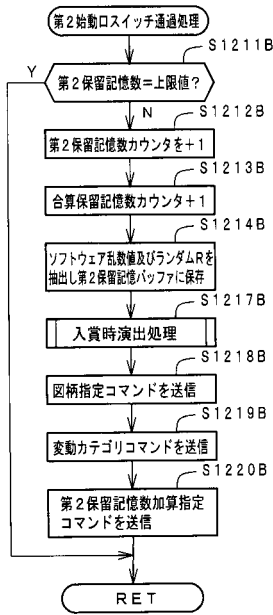 第2始動口スイッチ通過処理
S1211B
Y
第2保留記憶数=上限値?
N
S1212B
第2保留記憶数カウンタを+1
S1213B
合算保留記憶数カウンタ+1
S1214B
ソフトウェア乱数値及びランダムRを
抽出し第2保留記憶バッファに保存
S1217B
入賞時演出処理
S1218B
図柄指定コマンドを送信
S1219B
変動カテゴリコマンドを送信
S1220B
第2保留記憶数加算指定
コマンドを送信
RET